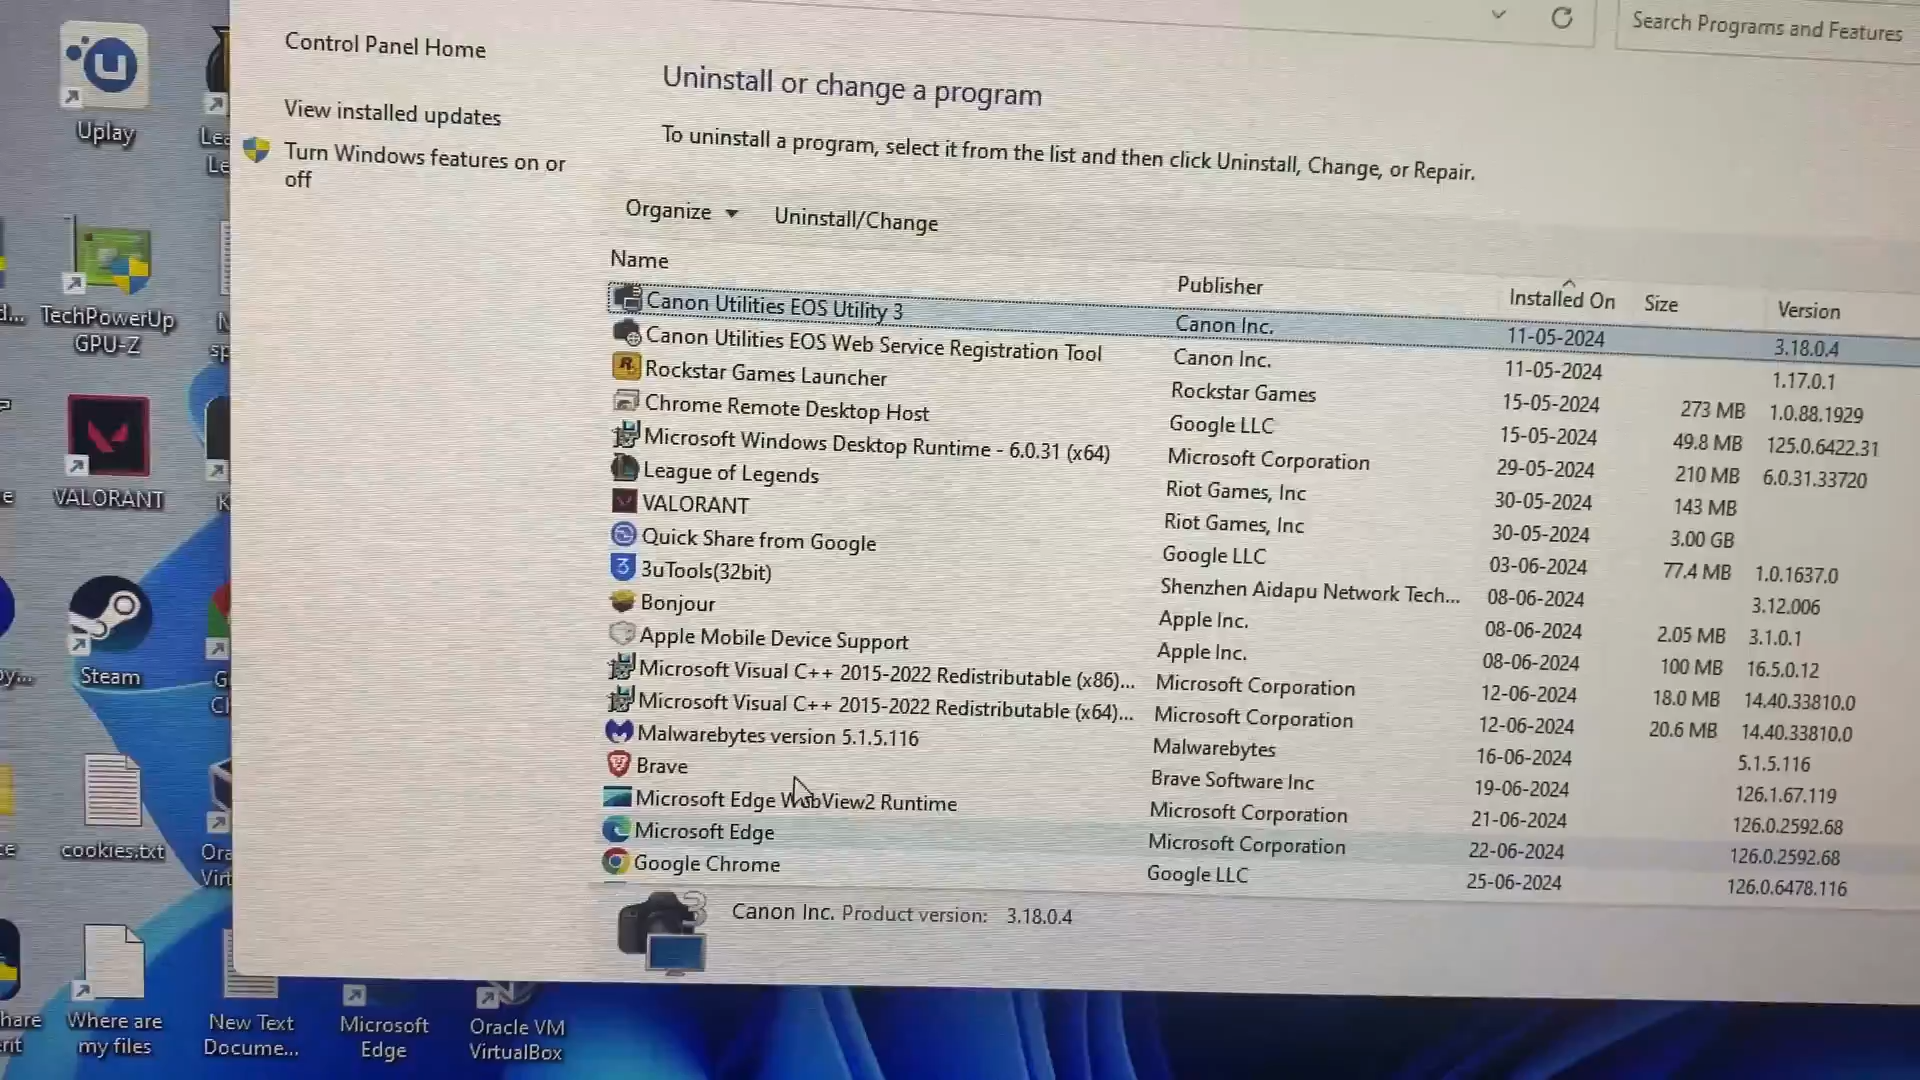 Control Panel Home
View installed updates
Turn Windows features on or
off
Search Programs and Features
Uninstall or change a program
To uninstall a program, select it from the list and then click Uninstall, Change, or Repair.
Organize Uninstall/Change
Name Publisher Installed On Size Version
Canon Utilities EOS Utility 3 Canon Inc. 11-05-2024 3.18.0.4
Canon Utilities EOS Web Service Registration Tool Canon Inc. 11-05-2024 1.17.0.1
Rockstar Games Launcher Rockstar Games 15-05-2024 273 MB 1.0.88.1929
Chrome Remote Desktop Host Google LLC 15-05-2024 49.8 MB 125.0.6422.31
Microsoft Windows Desktop Runtime - 6.0.31 (x64) Microsoft Corporation 29-05-2024 210 MB 6.0.31.33720
League of Legends Riot Games, Inc 30-05-2024 143 MB
VALORANT Riot Games, Inc 30-05-2024 3.00 GB
Quick Share from Google Google LLC 03-06-2024 77.4 MB 1.0.1637.0
3uTools(32bit) Shenzhen Aidapu Network Tech... 08-06-2024 3.12.006
Bonjour Apple Inc. 08-06-2024 2.05 MB 3.1.0.1
Apple Mobile Device Support Apple Inc. 08-06-2024 100 MB 16.5.0.12
Microsoft Visual C++ 2015-2022 Redistributable (x86)... Microsoft Corporation 12-06-2024 18.0 MB 14.40.33810.0
Microsoft Visual C++ 2015-2022 Redistributable (x64)... Microsoft Corporation 12-06-2024 20.6 MB 14.40.33810.0
Malwarebytes version 5.1.5.116 Malwarebytes 16-06-2024 5.1.5.116
Brave Brave Software Inc 19-06-2024 126.1.67.119
Microsoft Edge WebView2 Runtime Microsoft Corporation 21-06-2024 126.0.2592.68
Microsoft Edge Microsoft Corporation 22-06-2024 126.0.2592.68
Google Chrome Google LLC 25-06-2024 126.0.6478.116
Canon Inc. Product version: 3.18.0.4
Uplay
TechPowerUp
GPU-Z
VALORANT
Steam
cookies.txt
Where are
my files
New Text
Docume...
Microsoft
Edge
Oracle VM
VirtualBox